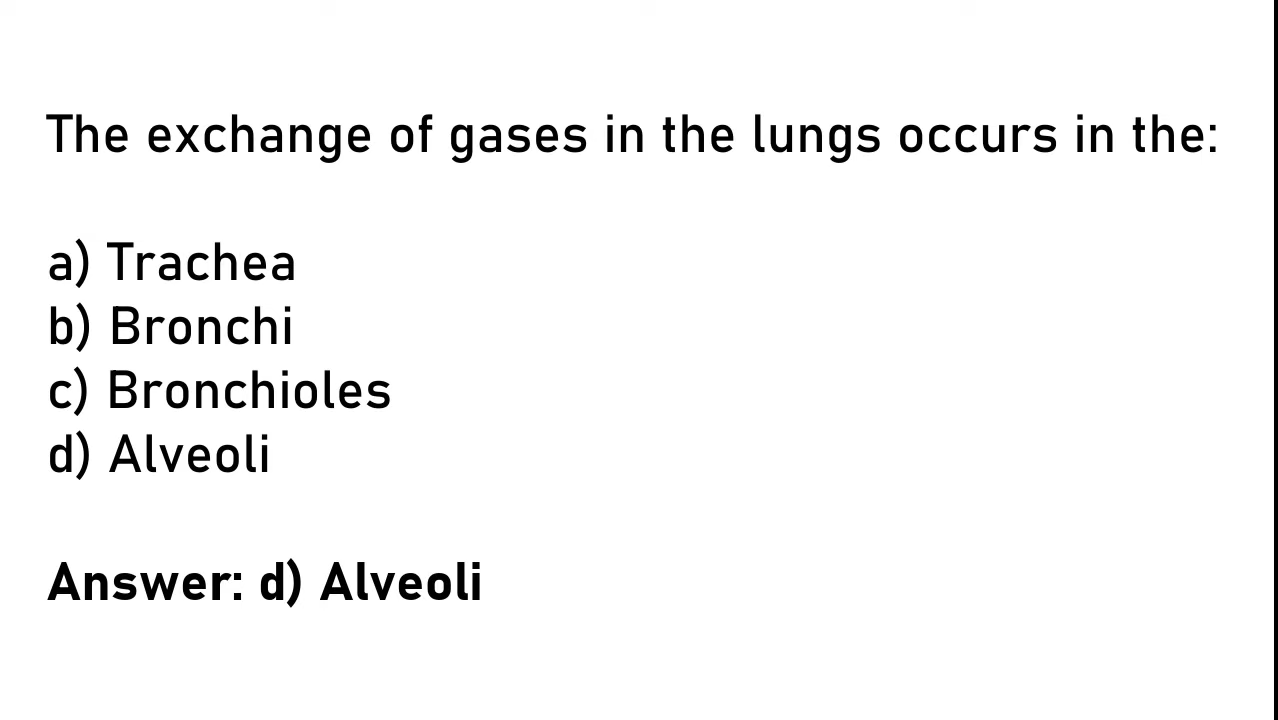 The exchange of gases in the lungs occurs in the:
a) Trachea
b) Bronchi
c) Bronchioles
d) Alveoli
Answer: d) Alveoli